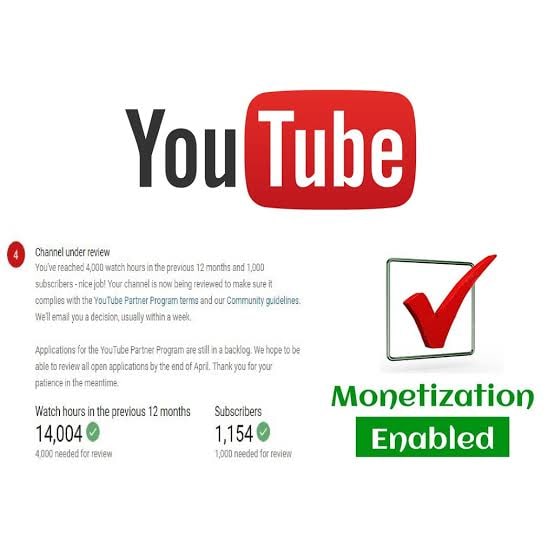 YouTube
4
Channel under review
You've reached 4,000 watch hours in the previous 12 months and 1,000
subscribers - nice job! Your channel is now being reviewed to make sure it
complies with the YouTube Partner Program terms and our Community guidelines.
We'll email you a decision, usually within a week.
Applications for the YouTube Partner Program are still in a backlog. We hope to be
able to review all open applications by the end of April. Thank you for your
patience in the meantime.
Watch hours in the previous 12 months
14,004
4,000 needed for review
Subscribers
1,154
1,000 needed for review
Monetization
Enabled